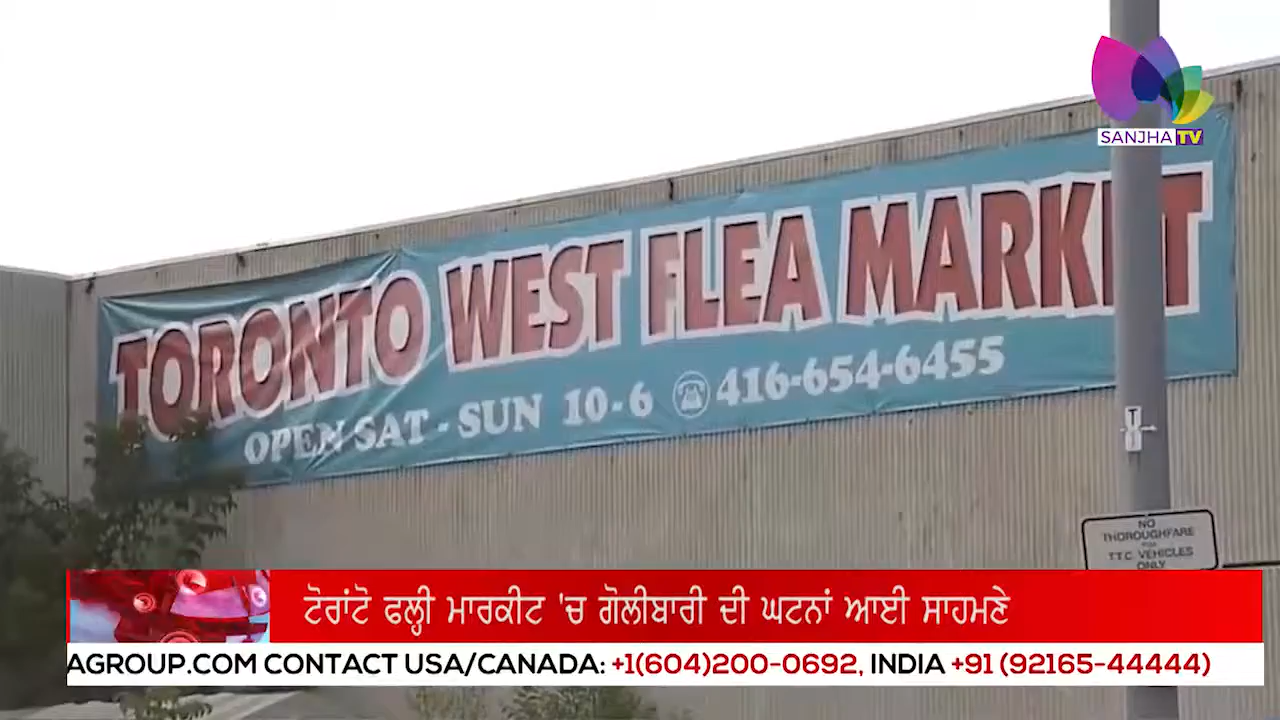 SANJHA TV
TORONTO WEST FLEA MARKET
OPEN SAT - SUN 10-6 416-654-6455
T
NO
THOROUGHFARE
T.T.C. VEHICLES
ONLY
ਟੋਰਾਂਟੋ ਫਲ੍ਹੀ ਮਾਰਕੀਟ 'ਚ ਗੋਲੀਬਾਰੀ ਦੀ ਘਟਨਾਂ ਆਈ ਸਾਹਮਣੇ
AGROUP.COM CONTACT USA/CANADA: +1(604)200-0692, INDIA +91 (92165-44444)